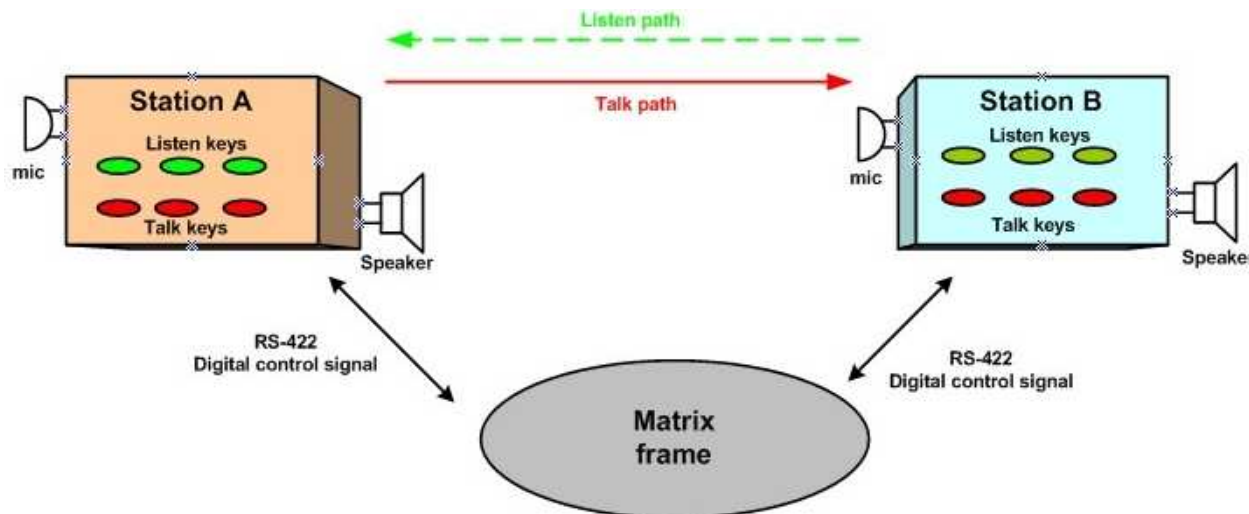 Listen path
Talk path
Station A
Listen keys
Talk keys
mic
Speaker
Station B
Listen keys
Talk keys
mic
Speaker
RS-422
Digital control signal
RS-422
Digital control signal
Matrix
frame